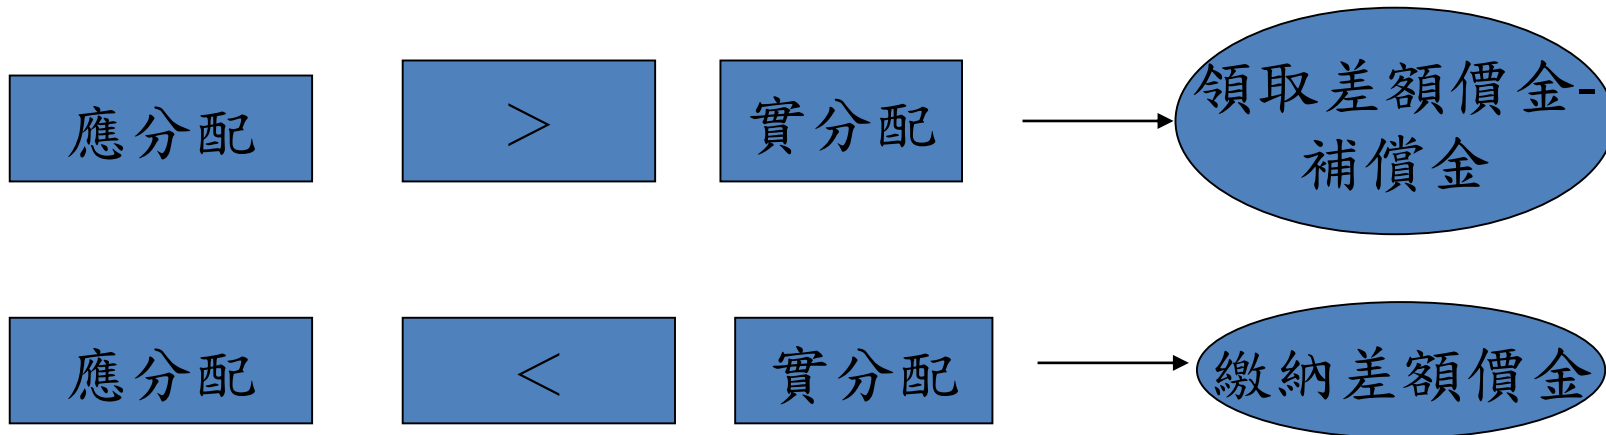 應分配 > 實分配 領取差額價金-
補償金
應分配 < 實分配 繳納差額價金